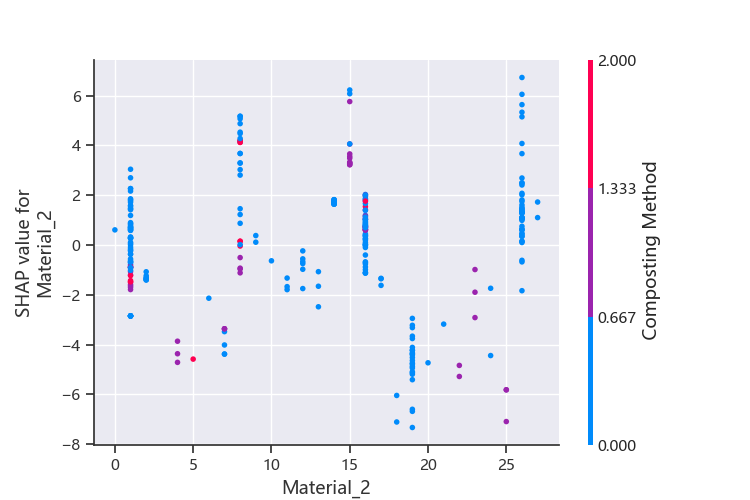 2.000
6
4
2
0
−2
−4
−6
−8
SHAP value for
Material_2
1.333
0.667
0.000
Composting Method
0 5 10 15 20 25
Material_2